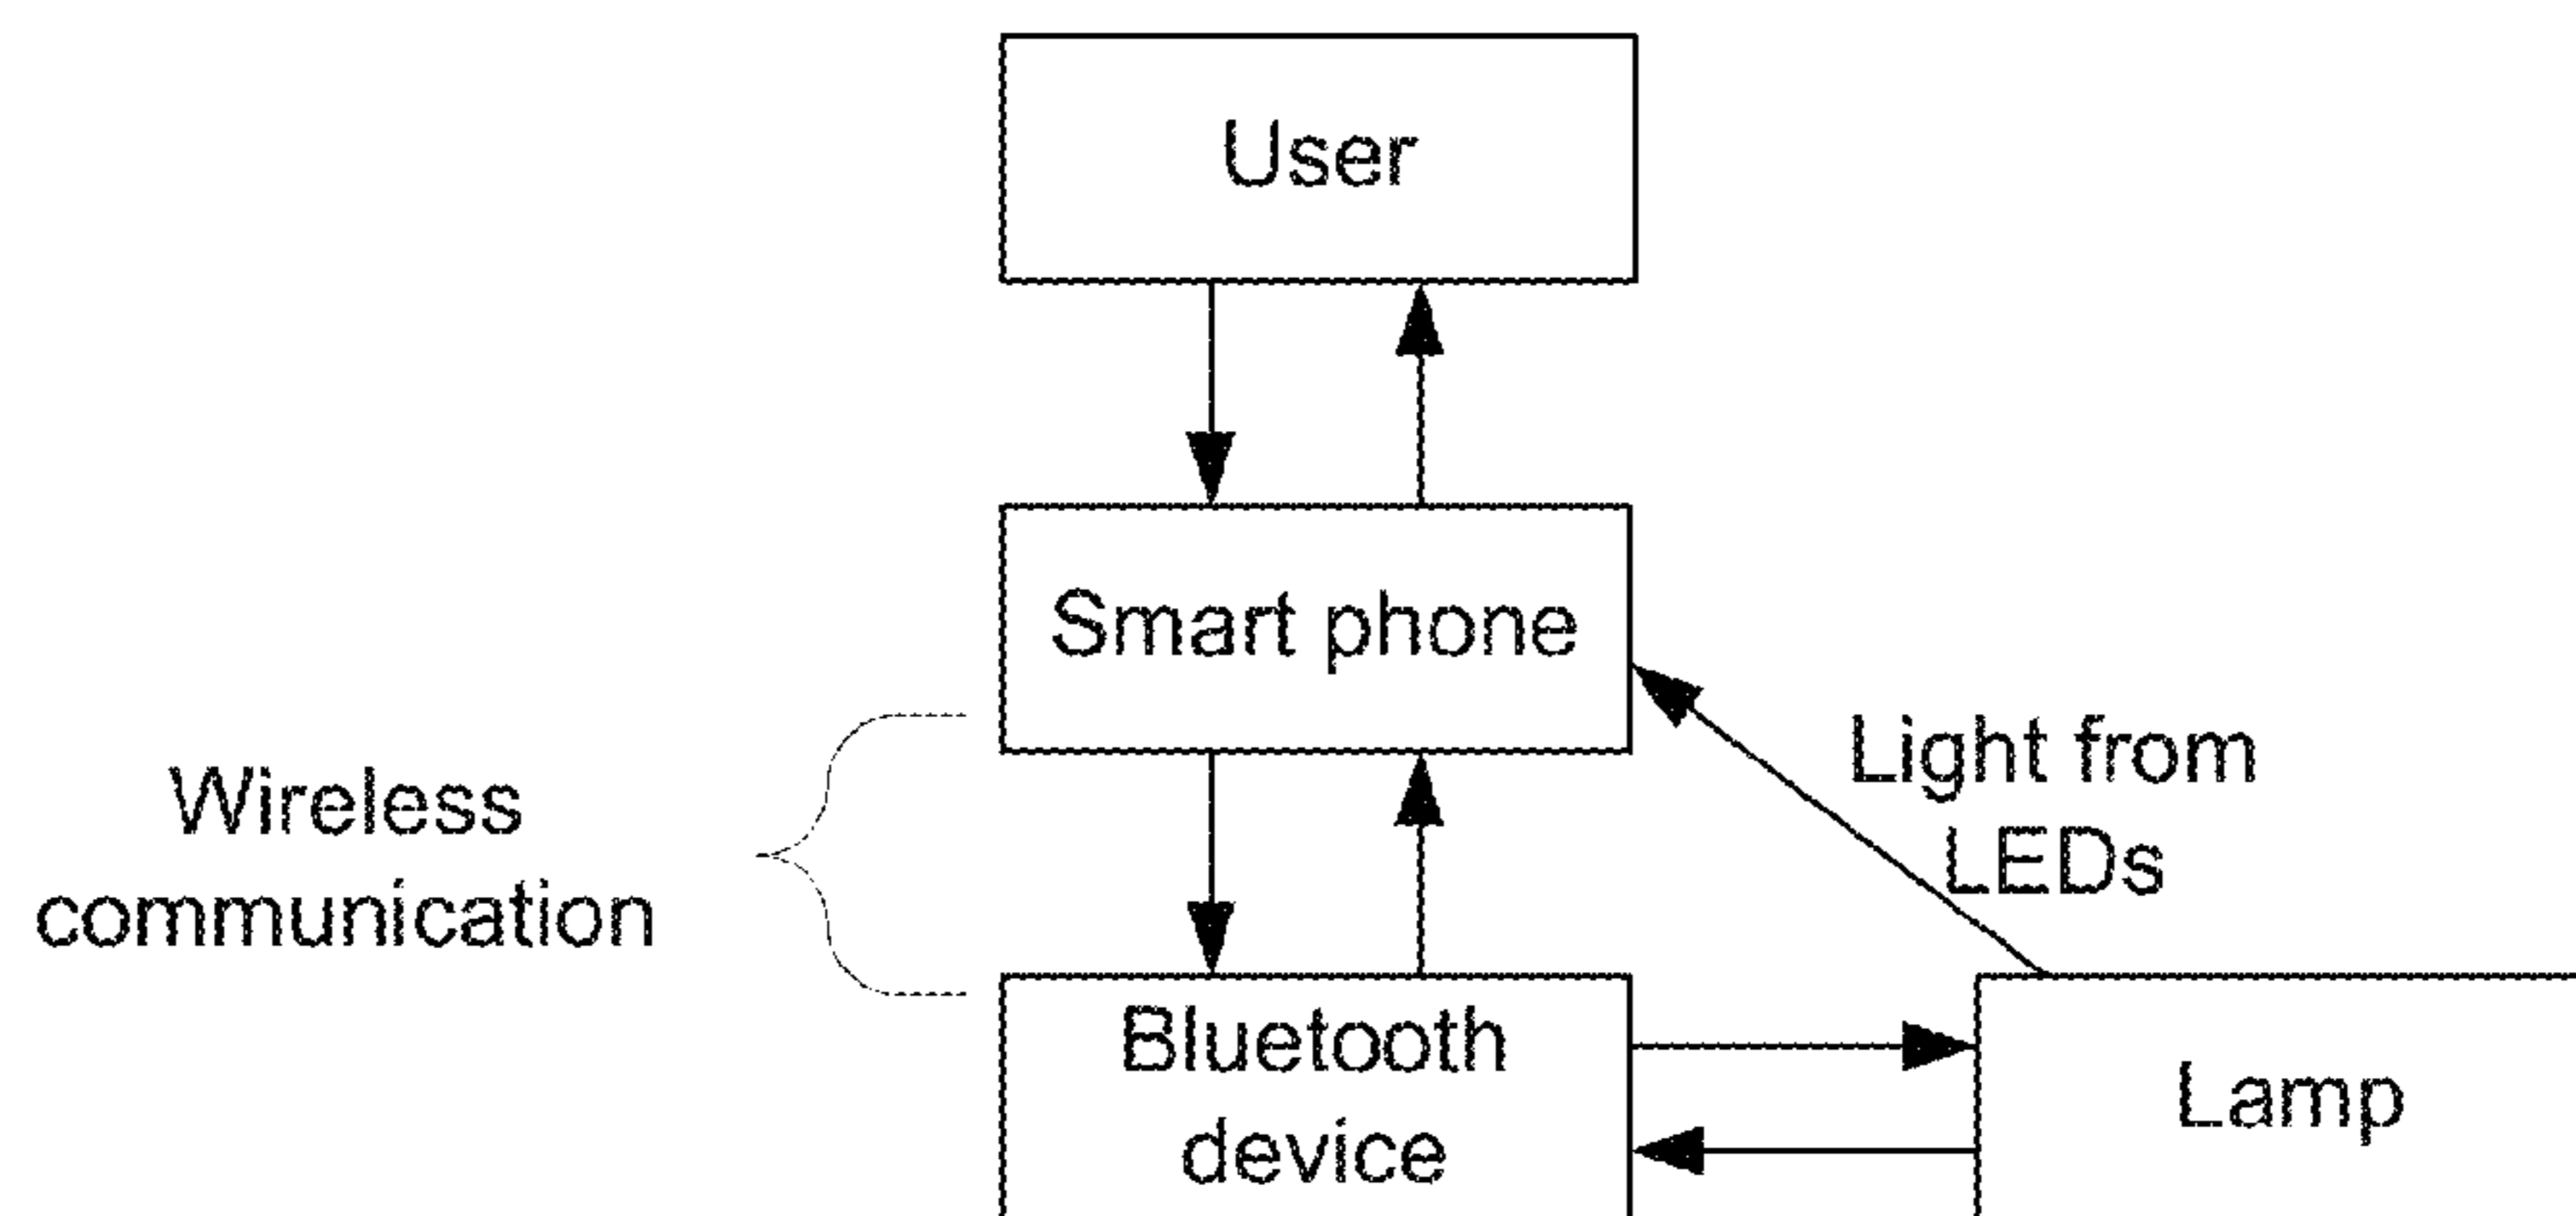 User
Smart phone
Wireless
communication
Light from
LEDs
Bluetooth
device
Lamp